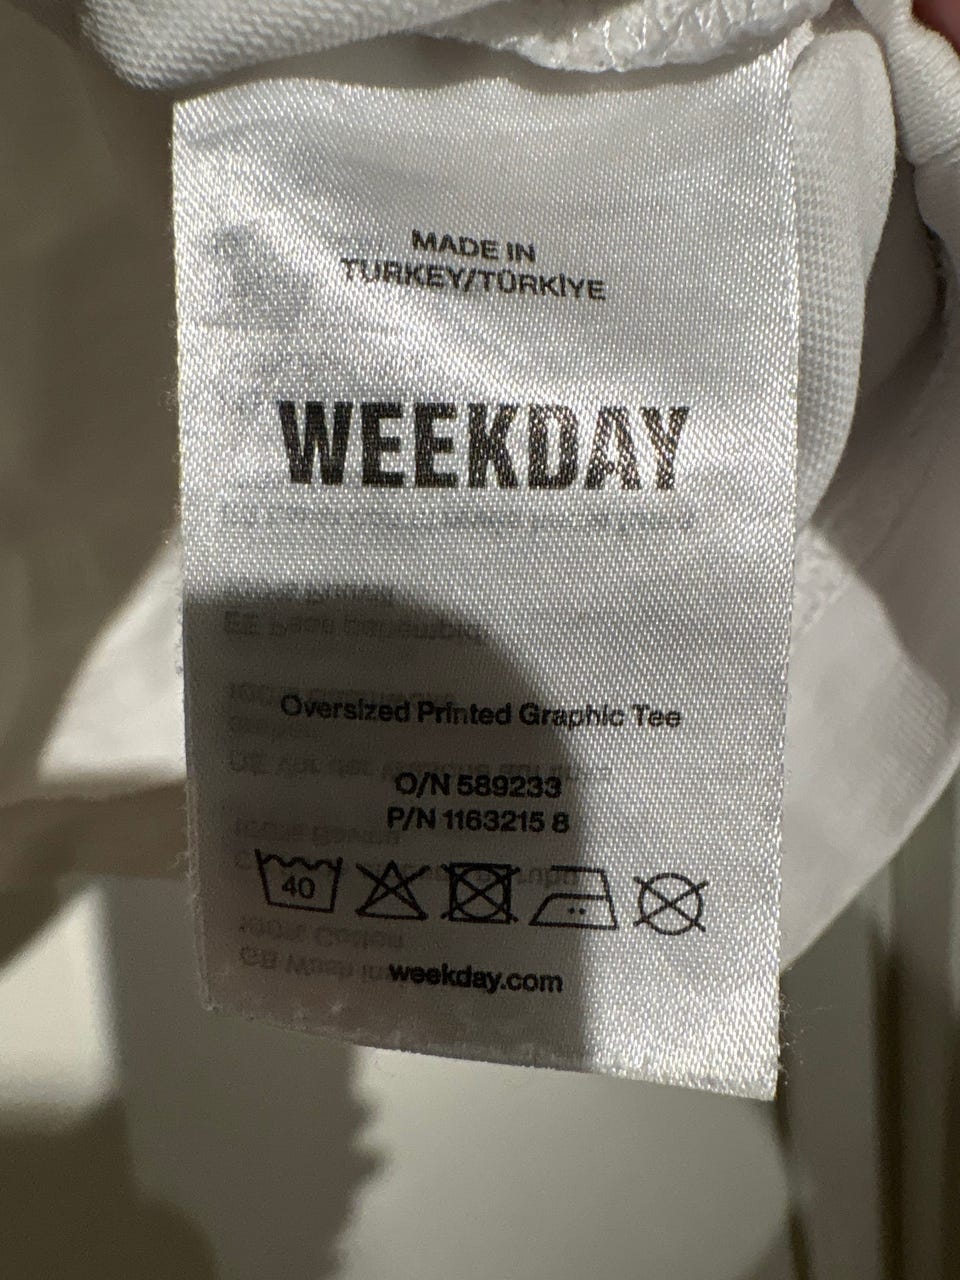 MADE IN
TURKEY/TÜRKİYE
WEEKDAY
Oversized Printed Graphic Tee
O/N 589233
P/N 1163215 8
40
weekday.com